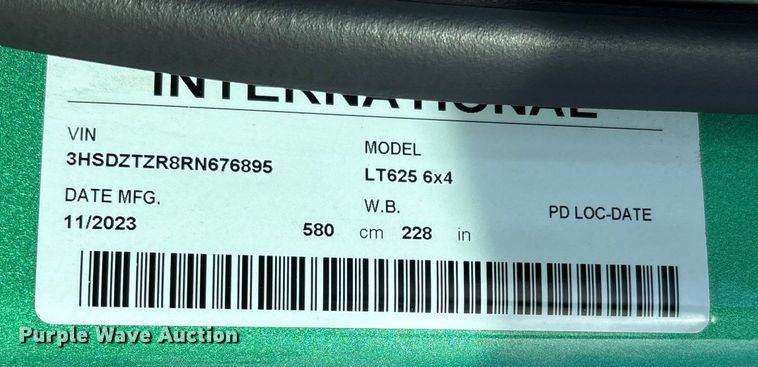 INTERNATIONAL
VIN
3HSDZTZR8RN676895
MODEL
LT625 6x4
DATE MFG.
11/2023
W.B.
580 cm 228 in
PD LOC-DATE
Purple Wave Auction